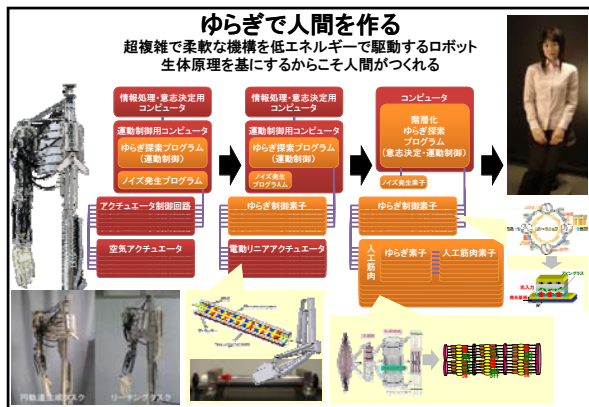 ゆらぎで人間を作る
超複雑で柔軟な機構を低エネルギーで駆動するロボット
生体原理を基にするからこそ人間がつくれる
情報処理・意志決定用
コンピュータ
運動制御用コンピュータ
ゆらぎ探索プログラム
(運動制御)
ノイズ発生プログラム
アクチュエータ制御回路
空気アクチュエータ
情報処理・意志決定用
コンピュータ
運動制御用コンピュータ
ゆらぎ探索プログラム
(運動制御)
ノイズ発生
プログラAム
ゆらぎ制御素子
電動リニアアクチュエータ
コンピュータ
階層化
ゆらぎ探索
プログラム
(意志決定・運動制御)
ノイズ発生素子
ゆらぎ制御素子
人工筋肉
ゆらぎ素子
人工筋肉素子
円軌道生成タスク
リーチングタスク